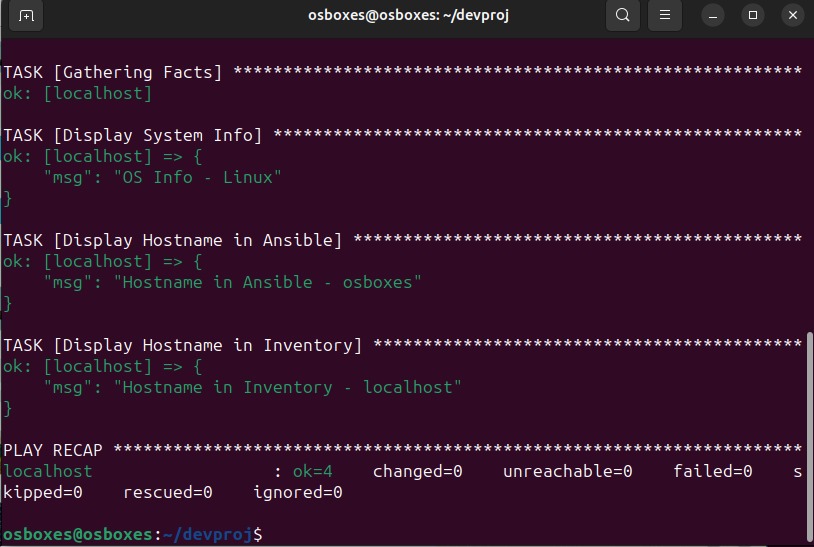 osboxes@osboxes: ~/devproj
TASK [Gathering Facts] *********************************************************
ok: [localhost]
TASK [Display System Info] *****************************************************
ok: [localhost] => {
    "msg": "OS Info - Linux"
}
TASK [Display Hostname in Ansible] *********************************************
ok: [localhost] => {
    "msg": "Hostname in Ansible - osboxes"
}
TASK [Display Hostname in Inventory] *******************************************
ok: [localhost] => {
    "msg": "Hostname in Inventory - localhost"
}
PLAY RECAP *********************************************************************
localhost                  : ok=4    changed=0    unreachable=0    failed=0    s
kipped=0    rescued=0    ignored=0
osboxes@osboxes:~/devproj$